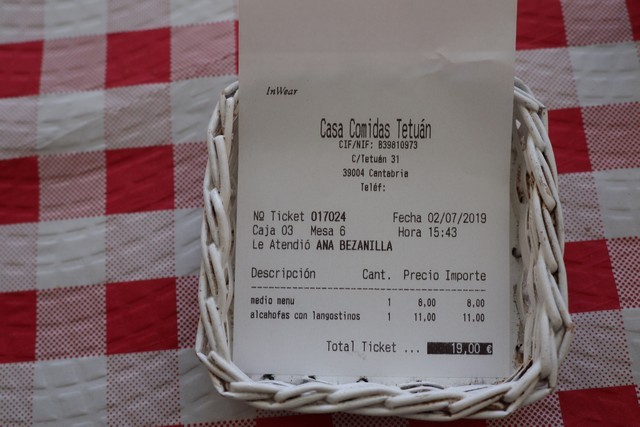 InWear
Casa Comidas Tetuán
CIF/NIF: B39810973
C/Tetuán 31
39004 Cantabria
Teléf:
NO Ticket 017024 Fecha 02/07/2019
Caja 03 Mesa 6 Hora 15:43
Le Atendió ANA BEZANILLA
Descripción Cant. Precio Importe
medio menu 1 8,00 8,00
alcahofas con langostinos 1 11,00 11,00
Total Ticket ... 19,00 €